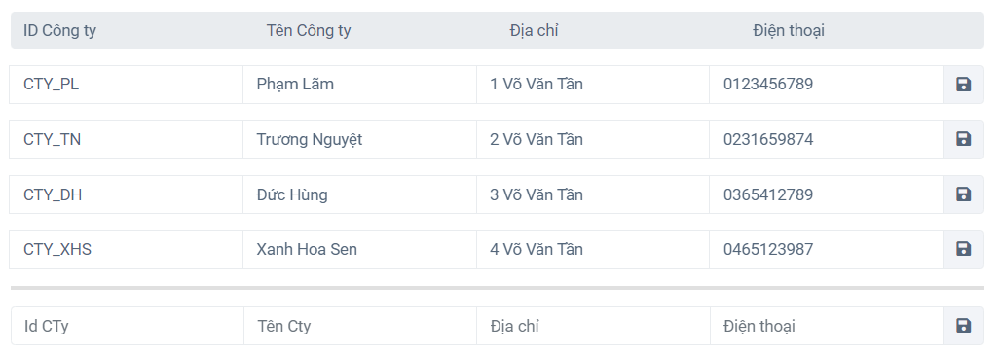 ID Công ty Tên Công ty Địa chỉ Điện thoại
CTY_PL Phạm Lãm 1 Võ Văn Tần 0123456789
CTY_TN Trương Nguyệt 2 Võ Văn Tần 0231659874
CTY_DH Đức Hùng 3 Võ Văn Tần 0365412789
CTY_XHS Xanh Hoa Sen 4 Võ Văn Tần 0465123987
Id CTy Tên Cty Địa chỉ Điện thoại